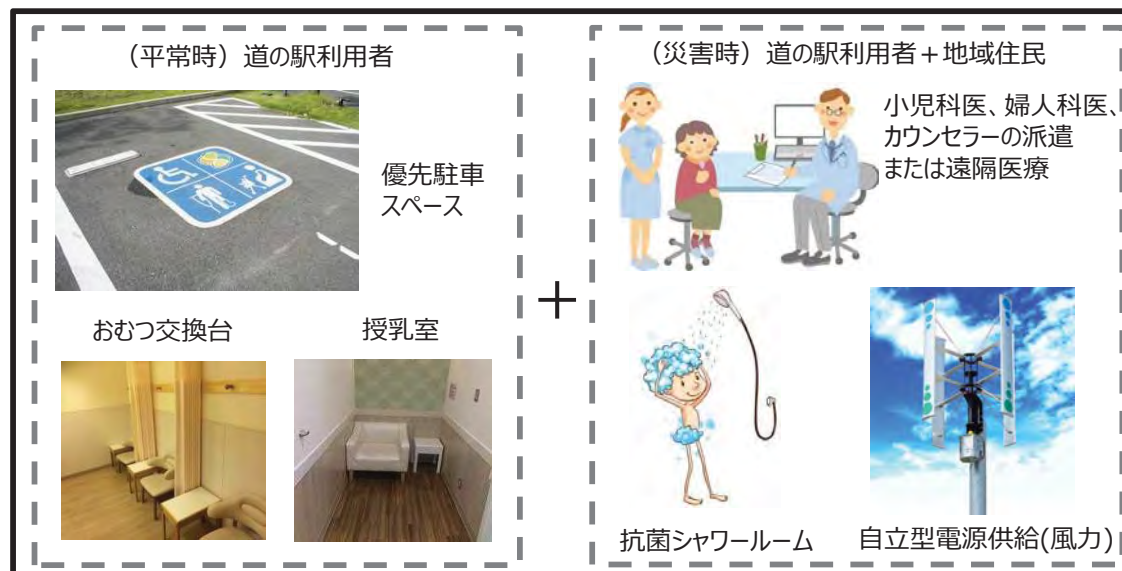 （平常時）道の駅利用者
優先駐車
スペース
おむつ交換台
授乳室
＋
（災害時）道の駅利用者＋地域住民
小児科医、婦人科医、
カウンセラーの派遣
または遠隔医療
抗菌シャワールーム
自立型電源供給(風力)